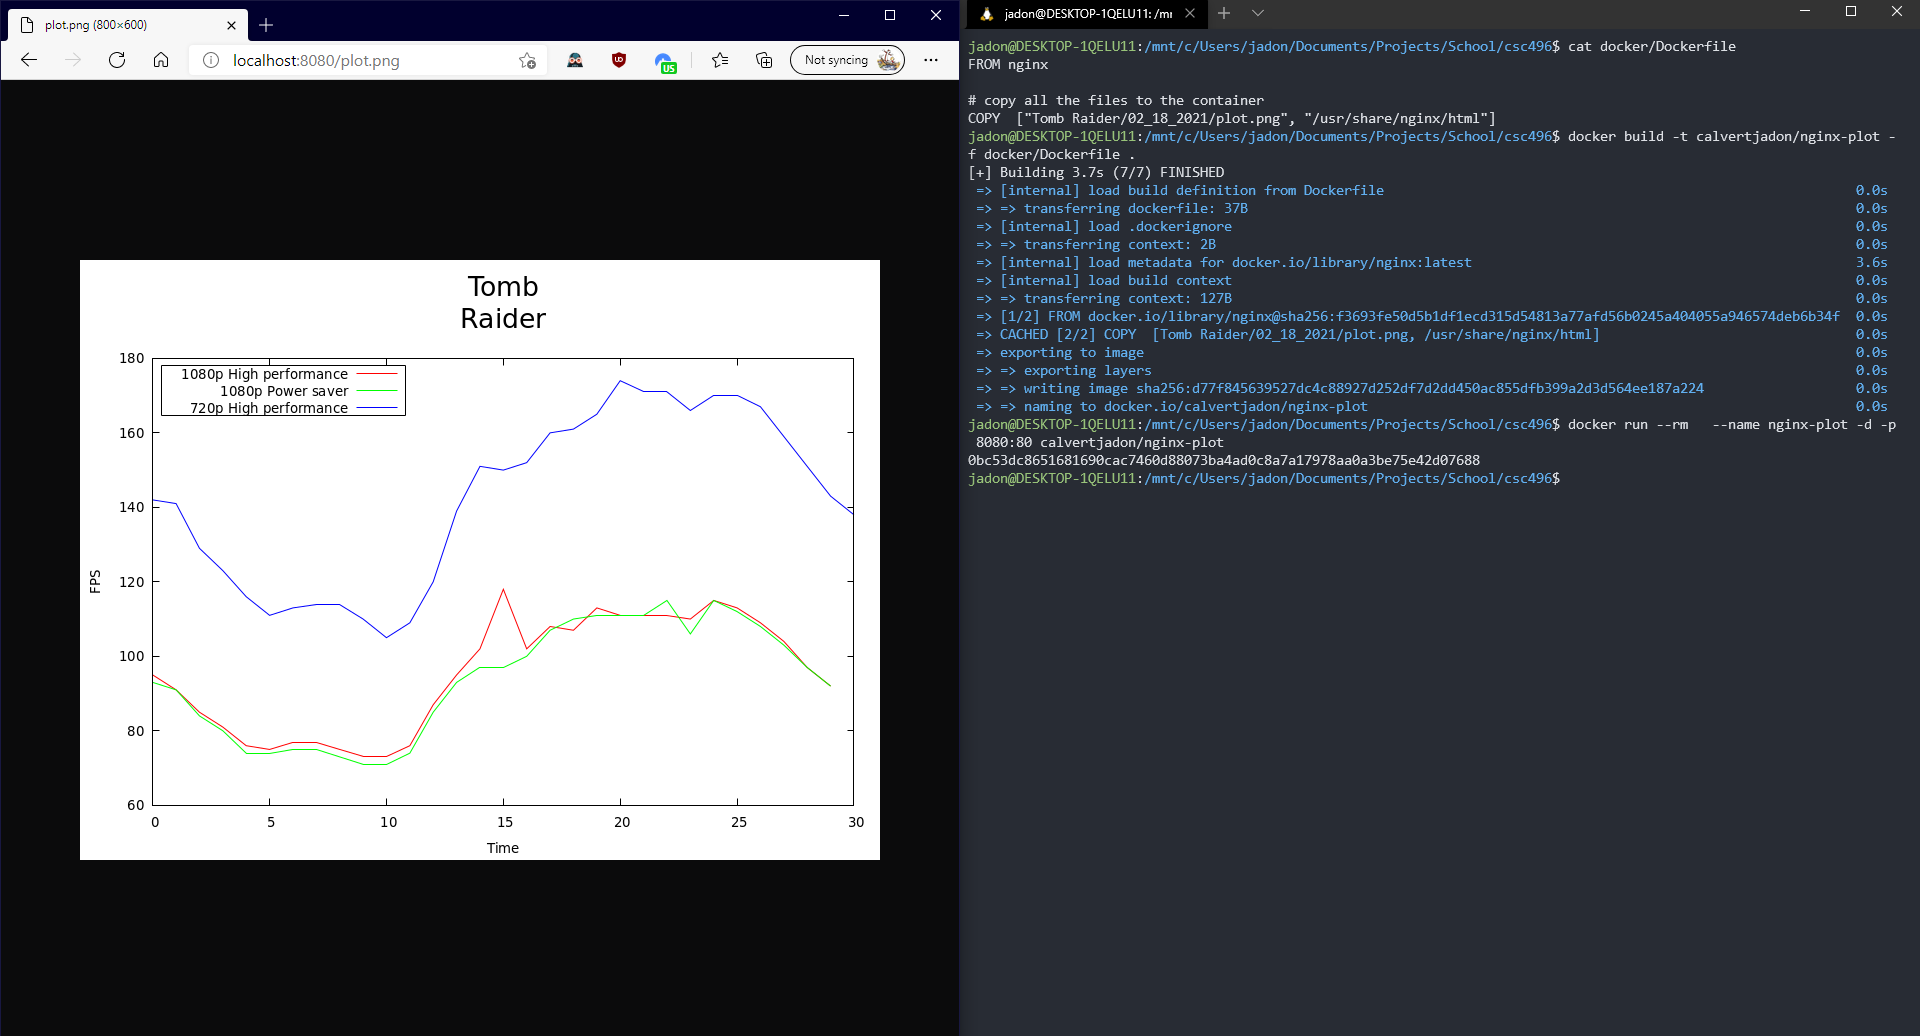 plot.png (800×600)
localhost:8080/plot.png
UD
US
Not syncing
Tomb
Raider
180
160
140
120
100
80
60
FPS
1080p High performance
1080p Power saver
720p High performance
0 5 10 15 20 25 30
Time
jadon@DESKTOP-1QELU11: /mr
jadon@DESKTOP-1QELU11:/mnt/c/Users/jadon/Documents/Projects/School/csc496$ cat docker/Dockerfile
FROM nginx
# copy all the files to the container
COPY  ["Tomb Raider/02_18_2021/plot.png", "/usr/share/nginx/html"]
jadon@DESKTOP-1QELU11:/mnt/c/Users/jadon/Documents/Projects/School/csc496$ docker build -t calvertjadon/nginx-plot -
f docker/Dockerfile .
[+] Building 3.7s (7/7) FINISHED
=> [internal] load build definition from Dockerfile 0.0s
=> => transferring dockerfile: 37B 0.0s
=> [internal] load .dockerignore 0.0s
=> => transferring context: 2B 0.0s
=> [internal] load metadata for docker.io/library/nginx:latest 3.6s
=> [internal] load build context 0.0s
=> => transferring context: 127B 0.0s
=> [1/2] FROM docker.io/library/nginx@sha256:f3693fe50d5b1df1ecd315d54813a77afd56b0245a404055a946574deb6b34f 0.0s
=> CACHED [2/2] COPY  [Tomb Raider/02_18_2021/plot.png, /usr/share/nginx/html] 0.0s
=> exporting to image 0.0s
=> => exporting layers 0.0s
=> => writing image sha256:d77f845639527dc4c88927d252df7d2dd450ac855dfb399a2d3d564ee187a224 0.0s
=> => naming to docker.io/calvertjadon/nginx-plot 0.0s
jadon@DESKTOP-1QELU11:/mnt/c/Users/jadon/Documents/Projects/School/csc496$ docker run --rm   --name nginx-plot -d -p
8080:80 calvertjadon/nginx-plot
0bc53dc8651681690cac7460d88073ba4ad0c8a7a17978aa0a3be75e42d07688
jadon@DESKTOP-1QELU11:/mnt/c/Users/jadon/Documents/Projects/School/csc496$